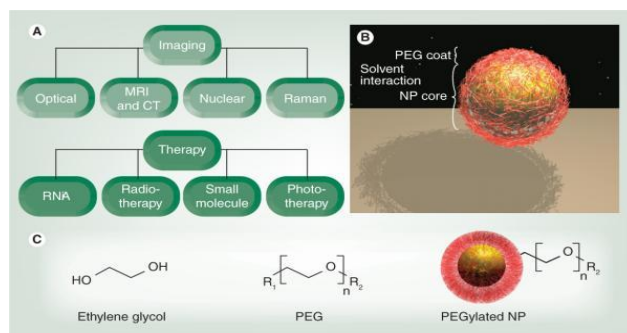 A
Imaging
Optical
MRI
and CT
Nuclear
Raman
Therapy
RNA
Radio-
therapy
Small
molecule
Photo-
therapy
B
PEG coat
Solvent
interaction
NP core
C
HO
OH
Ethylene glycol
R1
O
n
R2
PEG
O
n
R2
PEGylated NP